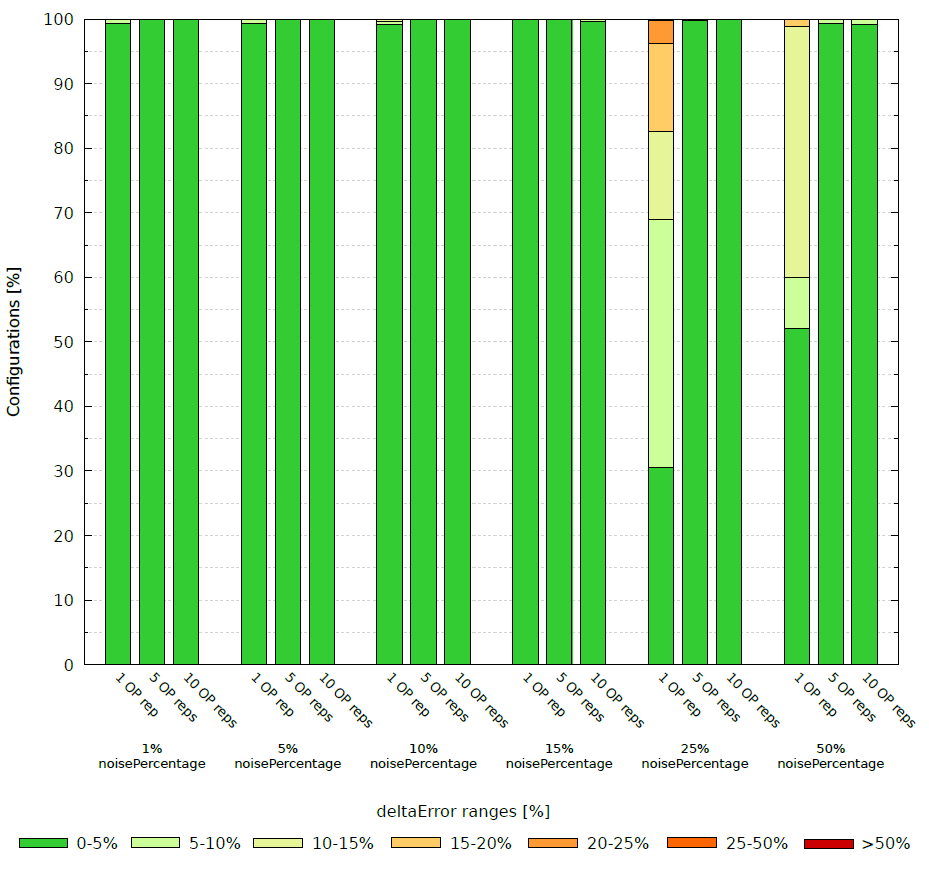 100
90
80
70
60
50
40
30
20
10
0
Configurations [%]
1 OP rep
5 OP reps
10 OP reps
1 OP rep
5 OP reps
10 OP reps
1 OP rep
5 OP reps
10 OP reps
1 OP rep
5 OP reps
10 OP reps
1 OP rep
5 OP reps
10 OP reps
1 OP rep
5 OP reps
10 OP reps
1%
noisePercentage
5%
noisePercentage
10%
noisePercentage
15%
noisePercentage
25%
noisePercentage
50%
noisePercentage
deltaError ranges [%]
0-5%
5-10%
10-15%
15-20%
20-25%
25-50%
>50%